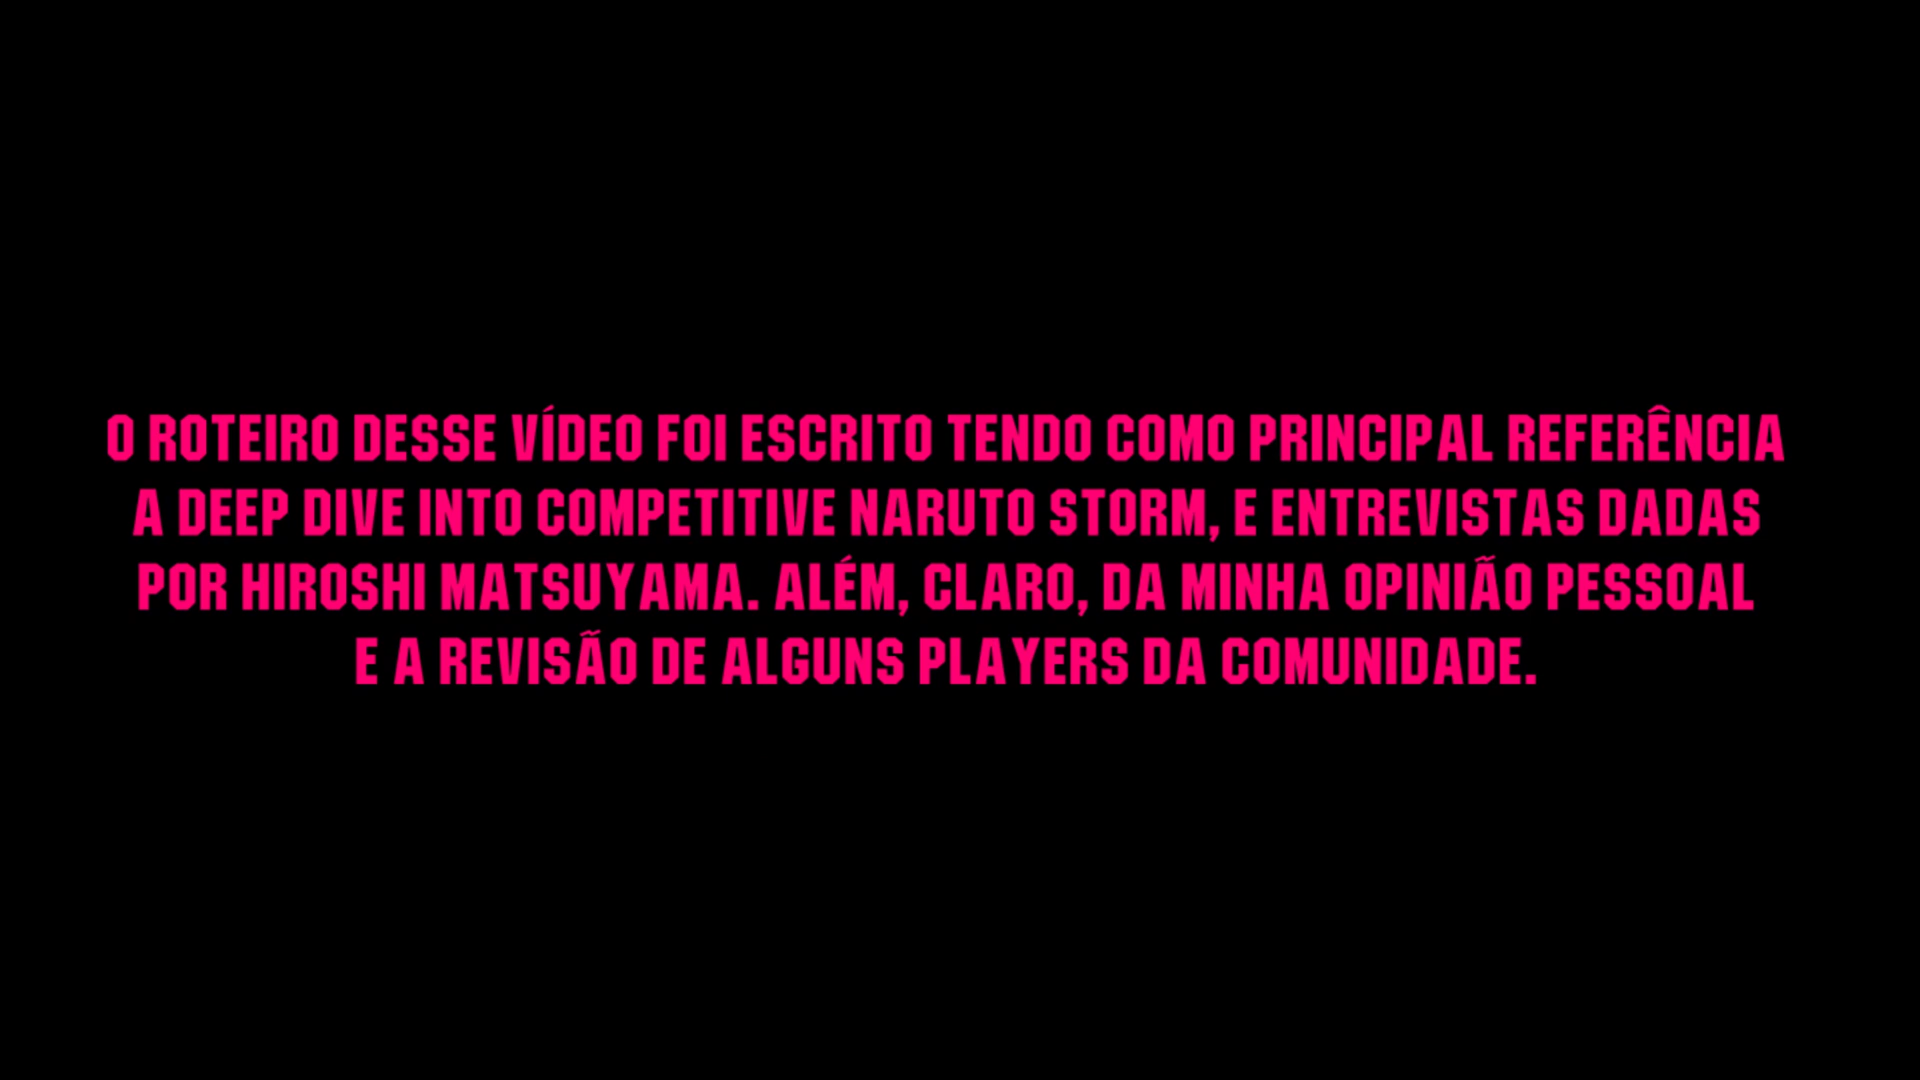 O ROTEIRO DESSE VÍDEO FOI ESCRITO TENDO COMO PRINCIPAL REFERÊNCIA
A DEEP DIVE INTO COMPETITIVE NARUTO STORM, E ENTREVISTAS DADAS
POR HIROSHI MATSUYAMA. ALÉM, CLARO, DA MINHA OPINIÃO PESSOAL
E A REVISÃO DE ALGUNS PLAYERS DA COMUNIDADE.